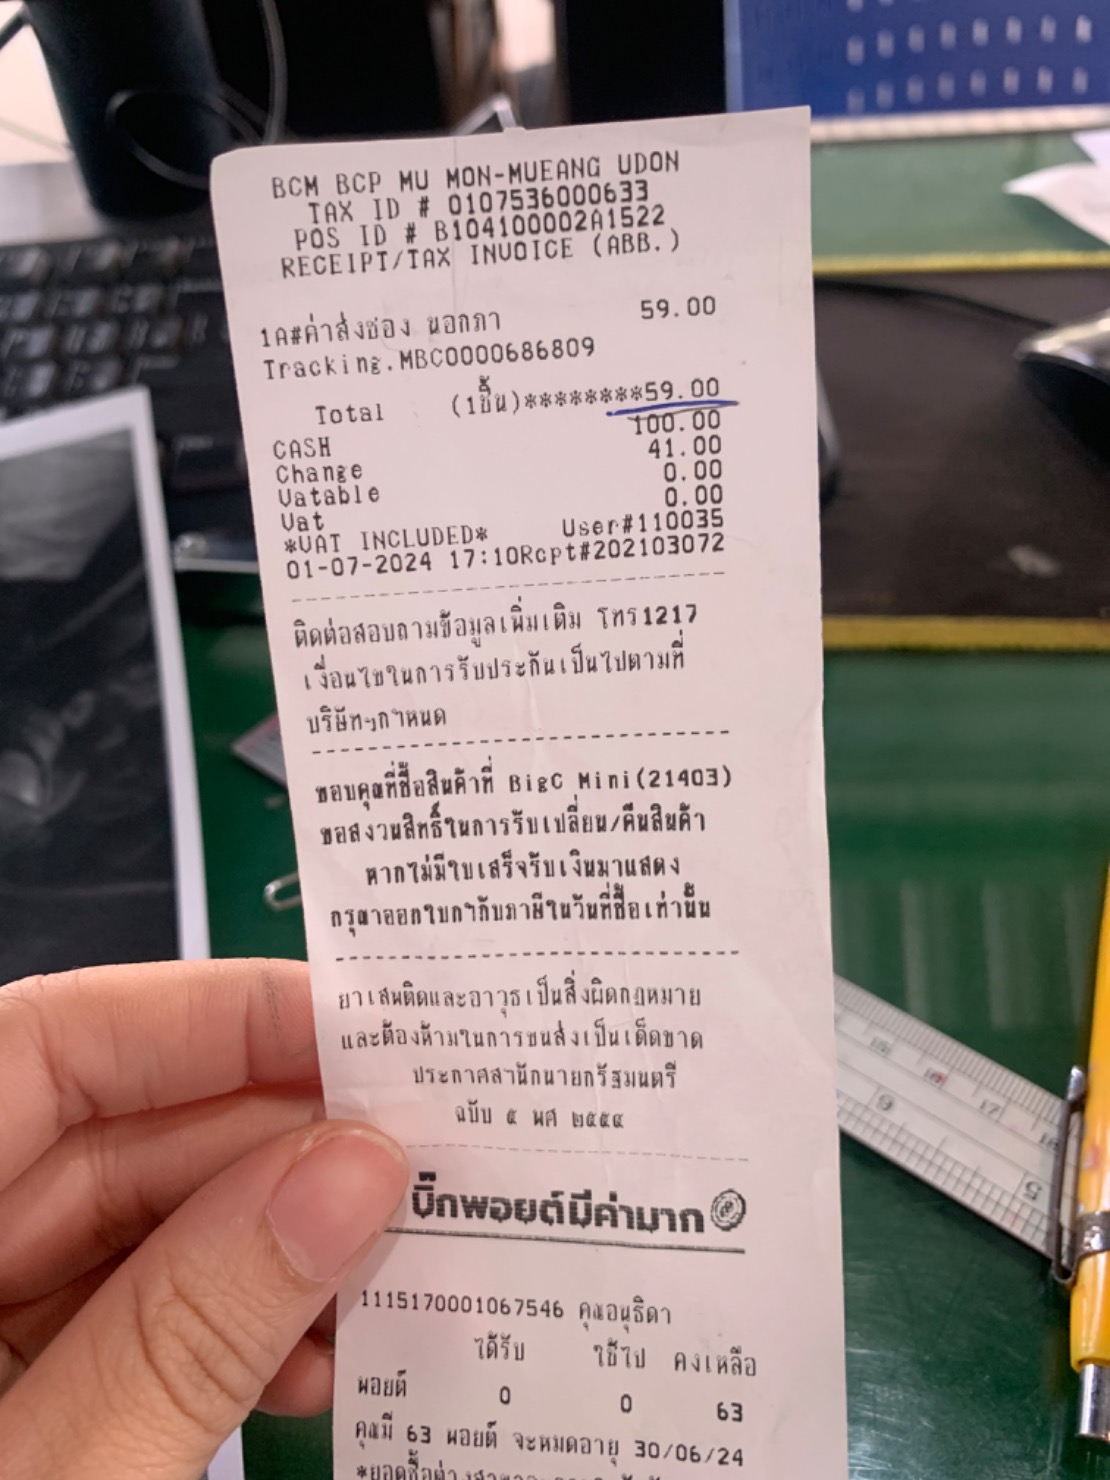 BCM BCP MU MON-MUEANG UDON
TAX ID # 0107536000633
POS ID # B104100002A1522
RECEIPT/TAX INVOICE (ABB.)
1A#ค่าส่งของ นอกภา 59.00
Tracking.MBC0000686809
Total (1ชิ้น)*********59.00
CASH 100.00
Change 41.00
Vatable 0.00
Vat 0.00
*VAT INCLUDED* User#110035
01-07-2024 17:10Rcpt#202103072
ติดต่อสอบถามข้อมูลเพิ่มเติม โทร1217
เงื่อนไขในการรับประกันเป็นไปตามที่
บริษัทฯกำหนด
ขอบคุณที่ซื้อสินค้าที่ BigC Mini(21403)
ขอสงวนสิทธิ์ในการรับเปลี่ยน/คืนสินค้า
หากไม่มีใบเสร็จรับเงินมาแสดง
กรุณาออกใบกำกับภาษีในวันที่ซื้อเท่านั้น
ยาเสพติดและอาวุธเป็นสิ่งผิดกฎหมาย
และต้องห้ามในการขนส่งเป็นเด็ดขาด
ประกาศสำนักนายกรัฐมนตรี
ฉบับ ๕ พศ ๒๕๕๔
บิ๊กพอยต์มีค่ามาก
1115170001067546 คุณอนุธิดา
ได้รับ ใช้ไป คงเหลือ
พอยต์ 0 0 63
คุณมี 63 พอยต์ จะหมดอายุ 30/06/24